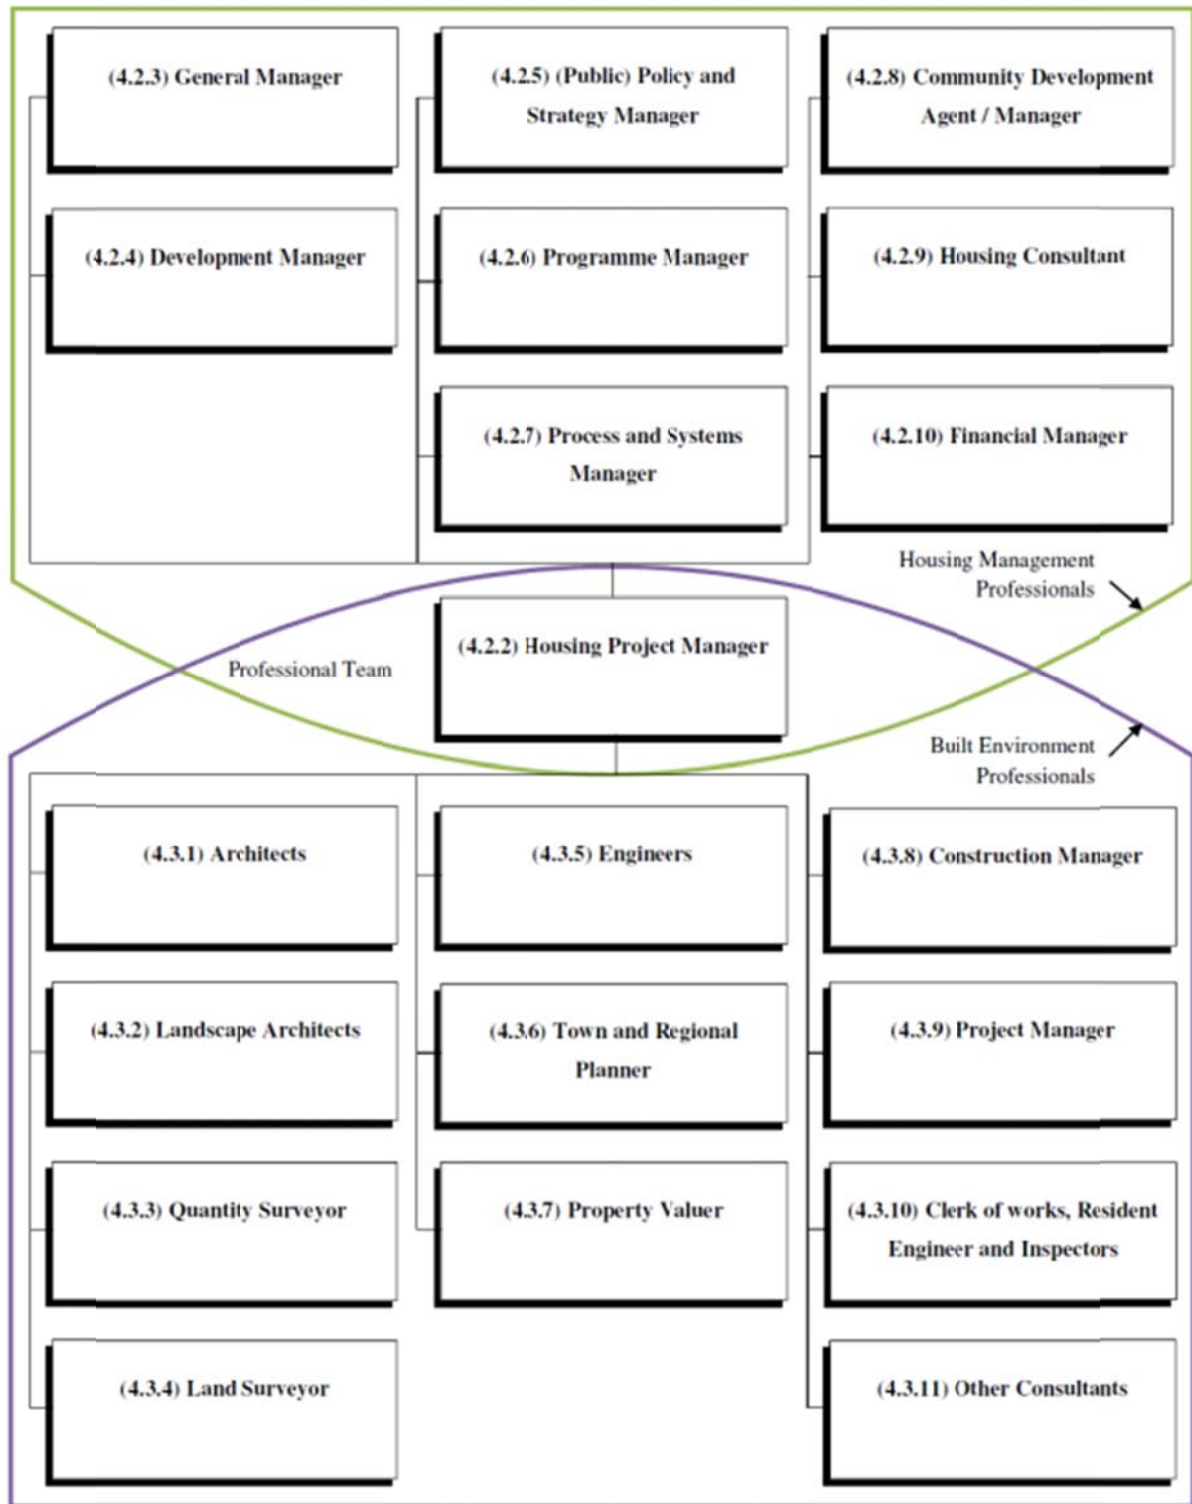 (4.2.3) General Manager
(4.2.5) (Public) Policy and
Strategy Manager
(4.2.8) Community Development
Agent / Manager
(4.2.4) Development Manager
(4.2.6) Programme Manager
(4.2.9) Housing Consultant
(4.2.7) Process and Systems
Manager
(4.2.10) Financial Manager
Housing Management
Professionals
(4.2.2) Housing Project Manager
Professional Team
Built Environment
Professionals
(4.3.1) Architects
(4.3.5) Engineers
(4.3.8) Construction Manager
(4.3.2) Landscape Architects
(4.3.6) Town and Regional
Planner
(4.3.9) Project Manager
(4.3.3) Quantity Surveyor
(4.3.7) Property Valuer
(4.3.10) Clerk of works, Resident
Engineer and Inspectors
(4.3.4) Land Surveyor
(4.3.11) Other Consultants